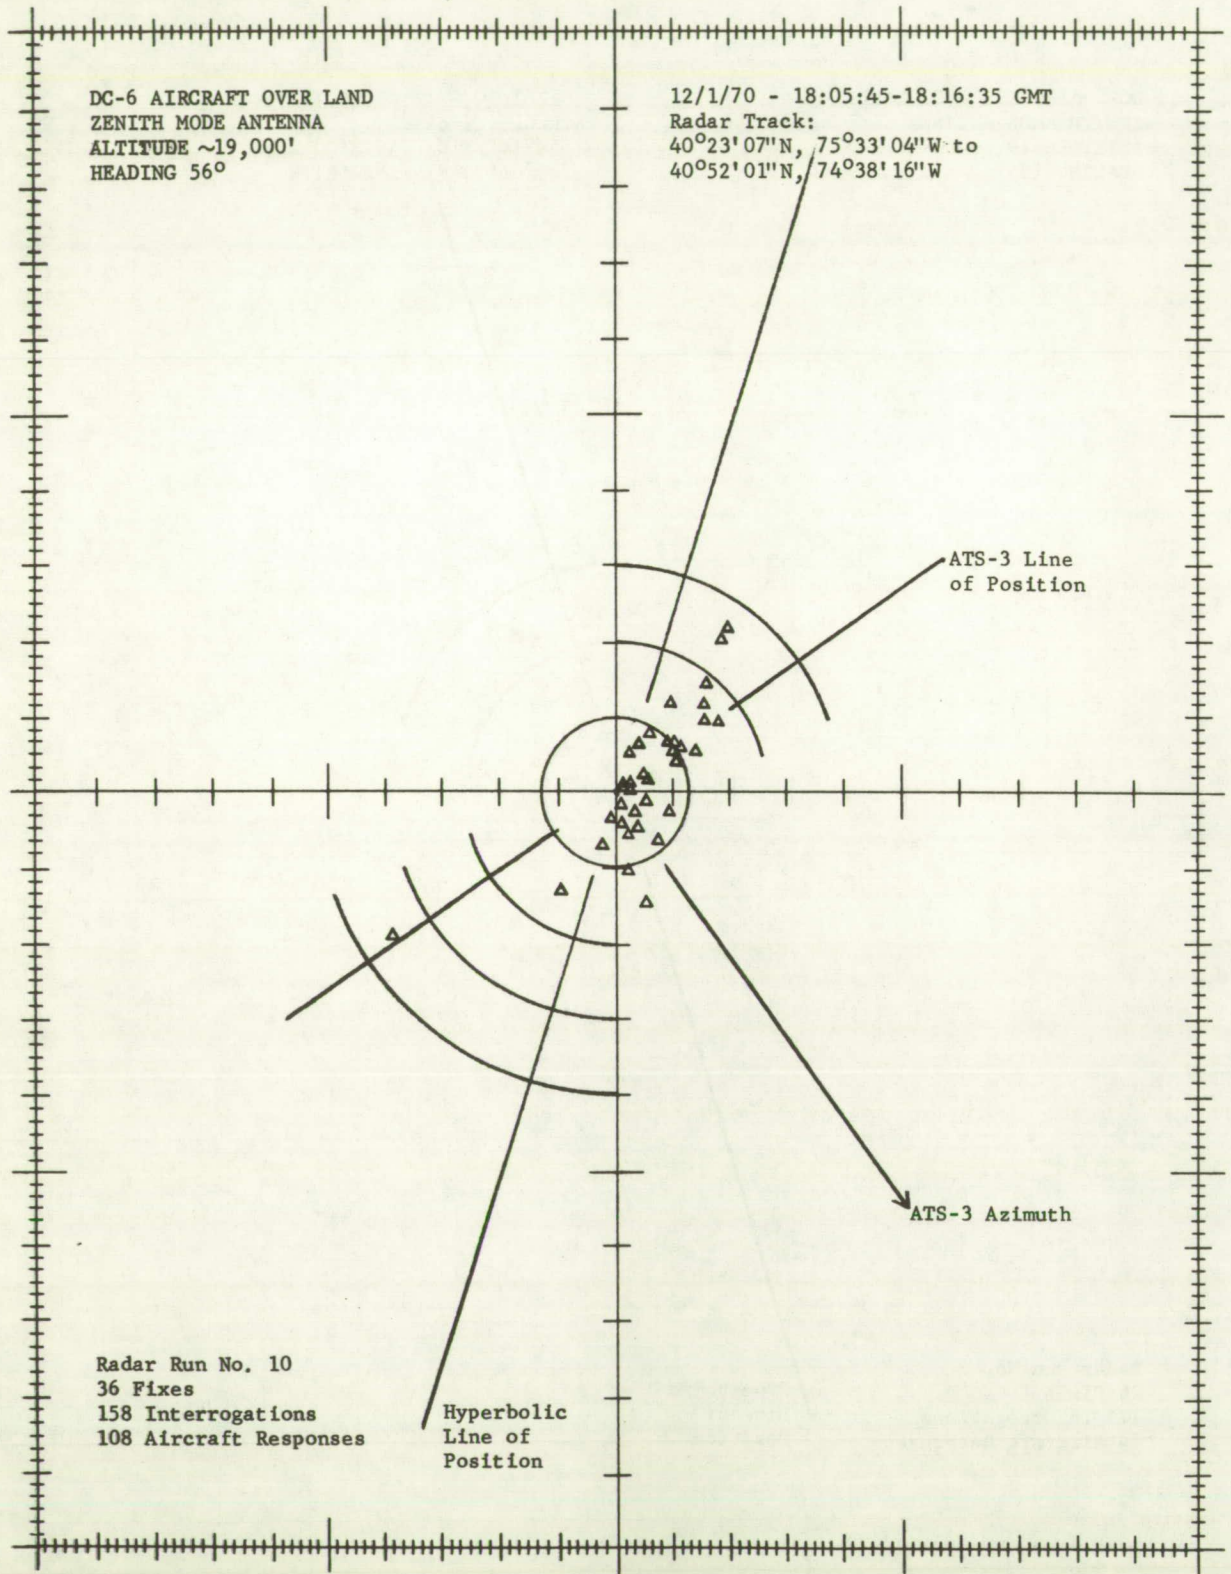 DC-6 AIRCRAFT OVER LAND
ZENITH MODE ANTENNA
ALTITUDE ~19,000'
HEADING 56°
12/1/70 - 18:05:45-18:16:35 GMT
Radar Track:
40°23'07"N, 75°33'04"W to
40°52'01"N, 74°38'16"W
ATS-3 Line
of Position
ATS-3 Azimuth
Radar Run No. 10
36 Fixes
158 Interrogations
108 Aircraft Responses
Hyperbolic
Line of
Position